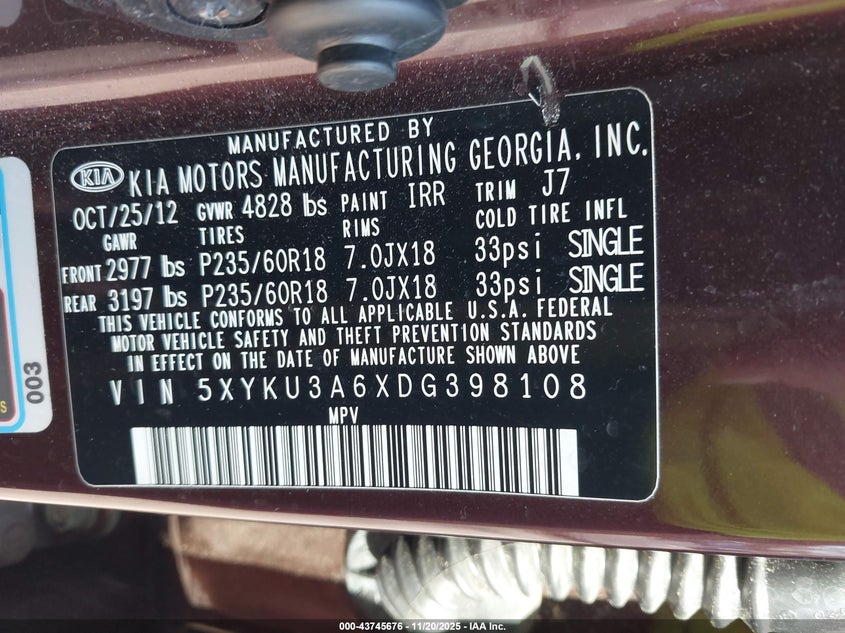 MANUFACTURED BY
KIA KIA MOTORS MANUFACTURING GEORGIA, INC.
OCT/25/12 GVWR 4828 lbs PAINT IRR TRIM J7
GAWR TIRES RIMS COLD TIRE INFL
FRONT 2977 lbs P235/60R18 7.0JX18 33psi SINGLE
REAR 3197 lbs P235/60R18 7.0JX18 33psi SINGLE
THIS VEHICLE CONFORMS TO ALL APPLICABLE U.S.A. FEDERAL
MOTOR VEHICLE SAFETY AND THEFT PREVENTION STANDARDS
IN EFFECT ON THE DATE OF MANUFACTURE SHOWN ABOVE
VIN 5XYKU3A6XDG398108
MPV
003
000-43745676 - 11/20/2025 - IAA Inc.